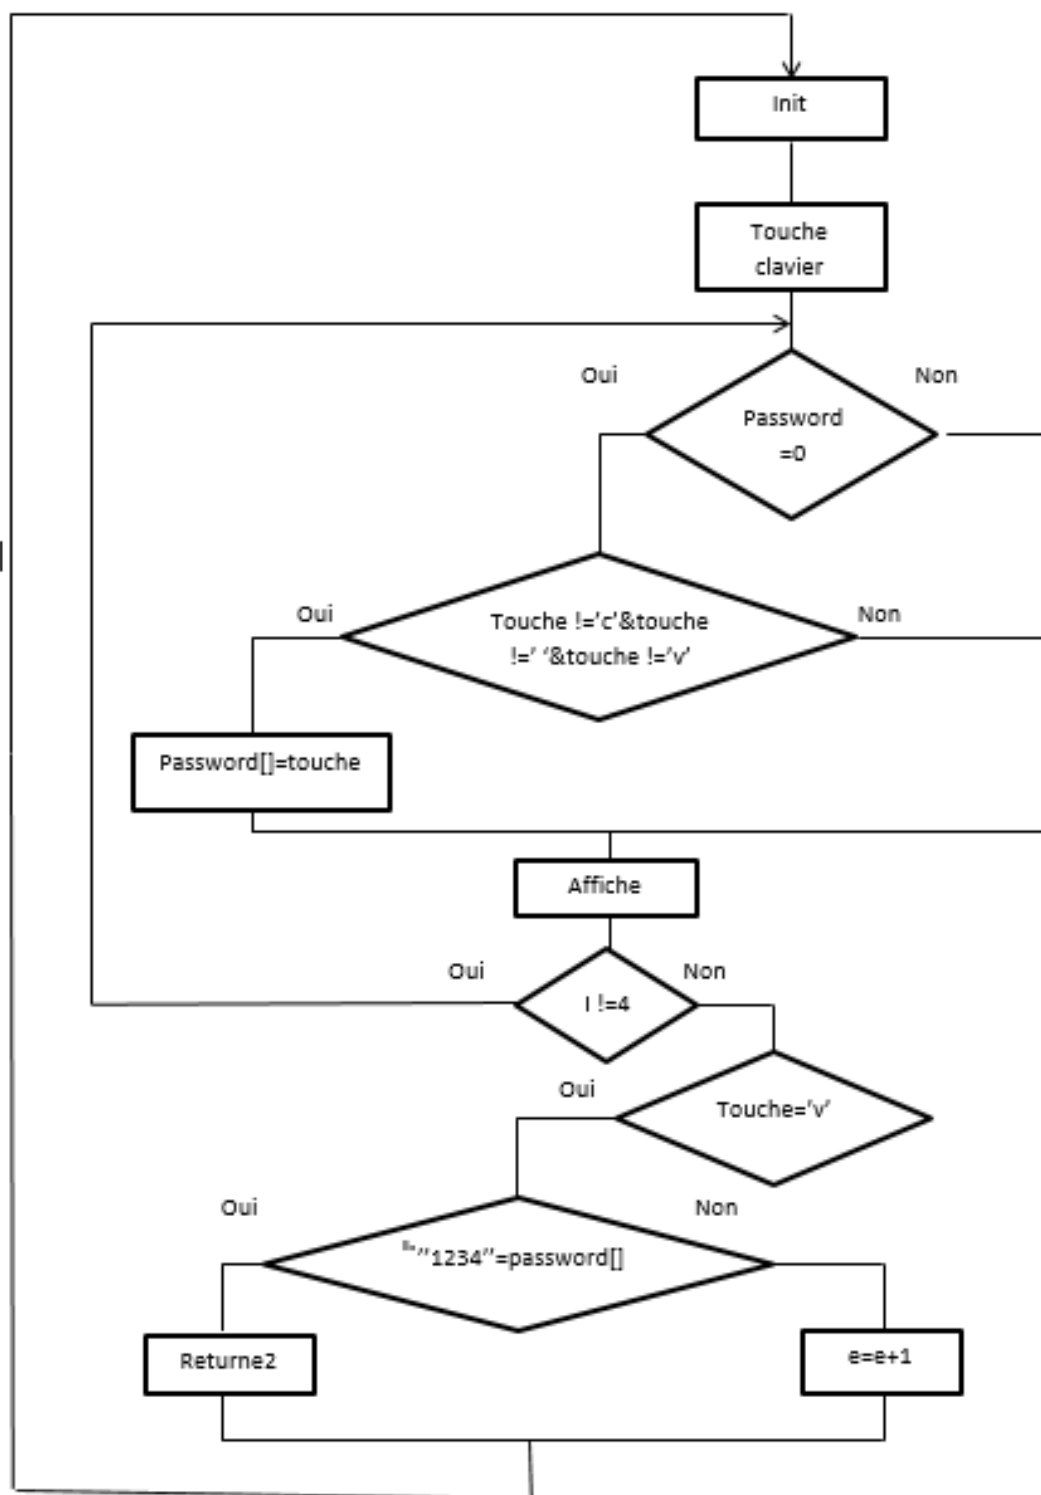 Init
Touche
clavier
Oui
Non
Password
=0
Oui
Touche !='c'&touche
!=' '&touche !='v'
Non
Password[]=touche
Affiche
Oui
Non
I !=4
Oui
Touche='v'
Oui
Non
"1234"=password[]
Returne2
e=e+1